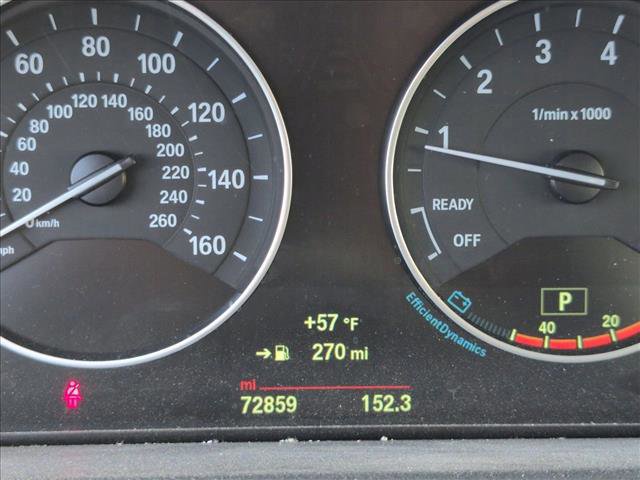 60 80 100 120 140 160
20 40 60 80 100 120 140 160 180 200 220 240 260
0 km/h
mph
1 2 3 4
1/min x 1000
READY
OFF
P
EfficientDynamics
40 20
+57 °F
270 mi
mi
72859 152.3